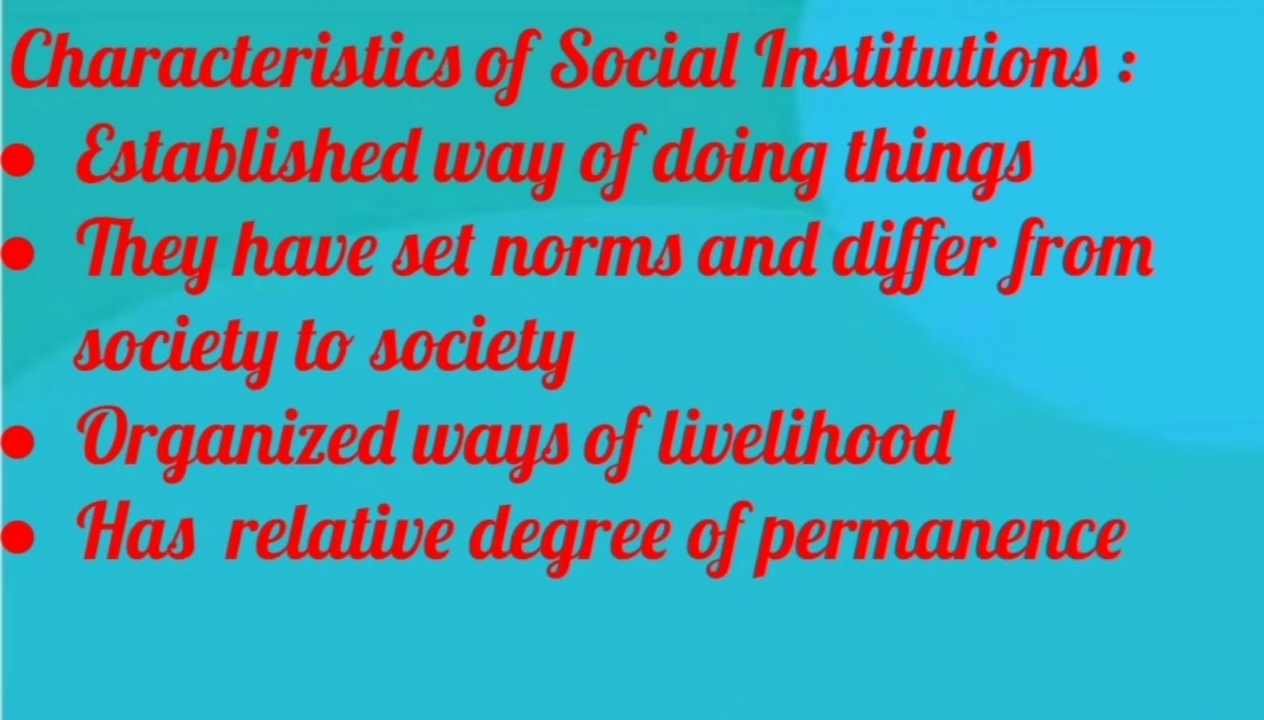 Characteristics of Social Institutions :
● Established way of doing things
● They have set norms and differ from
society to society
● Organized ways of livelihood
● Has relative degree of permanence